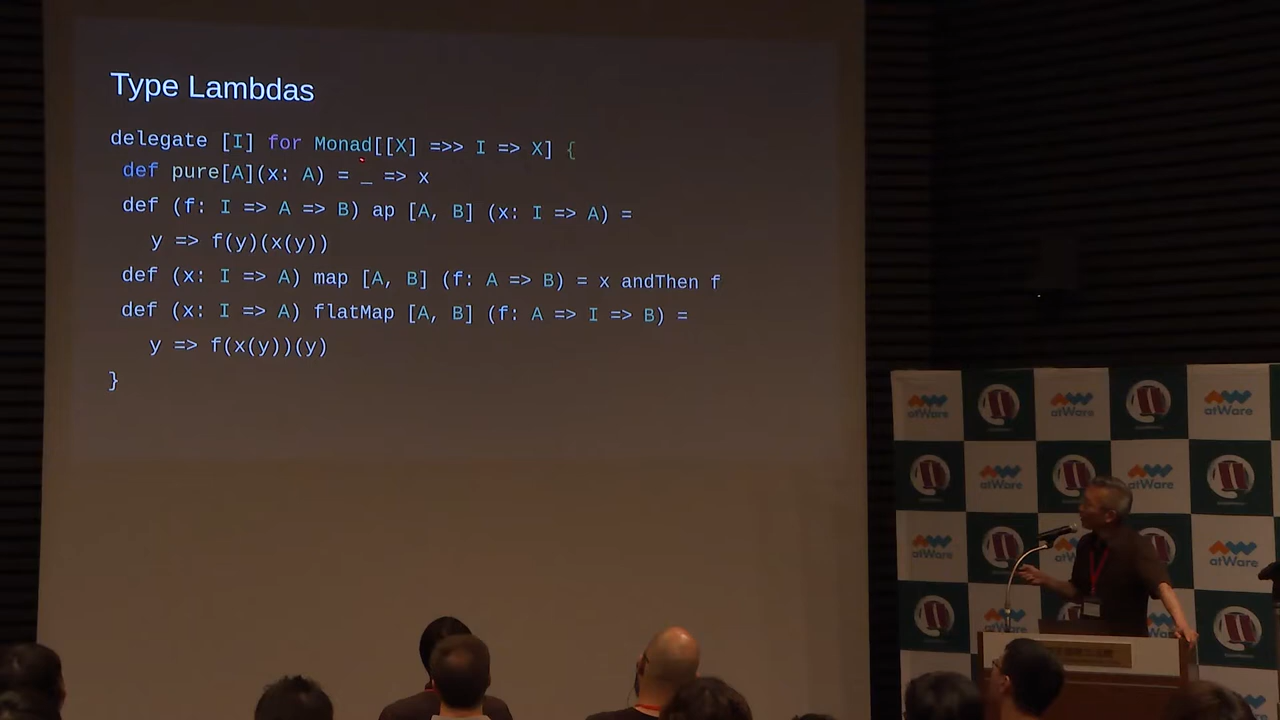 Type Lambdas
delegate [I] for Monad[[X] =>> I => X] {
def pure[A](x: A) = _ => x
def (f: I => A => B) ap [A, B] (x: I => A) =
y => f(y)(x(y))
def (x: I => A) map [A, B] (f: A => B) = x andThen f
def (x: I => A) flatMap [A, B] (f: A => I => B) =
y => f(x(y))(y)
}
atWare atWare atWare
atWare atWare
atWare atWare